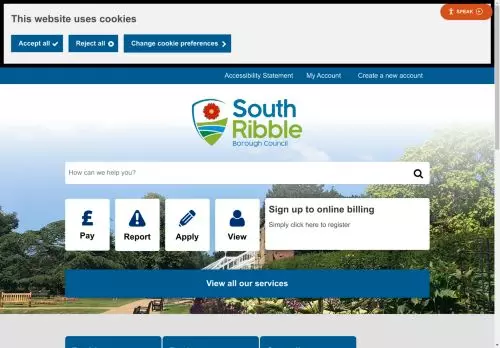 This website uses cookies
SPEAK
Accept all
Reject all
Change cookie preferences
Accessibility Statement
My Account
Create a new account
South
Ribble
Borough Council
How can we help you?
£
Pay
Report
Apply
View
Sign up to online billing
Simply click here to register
View all our services